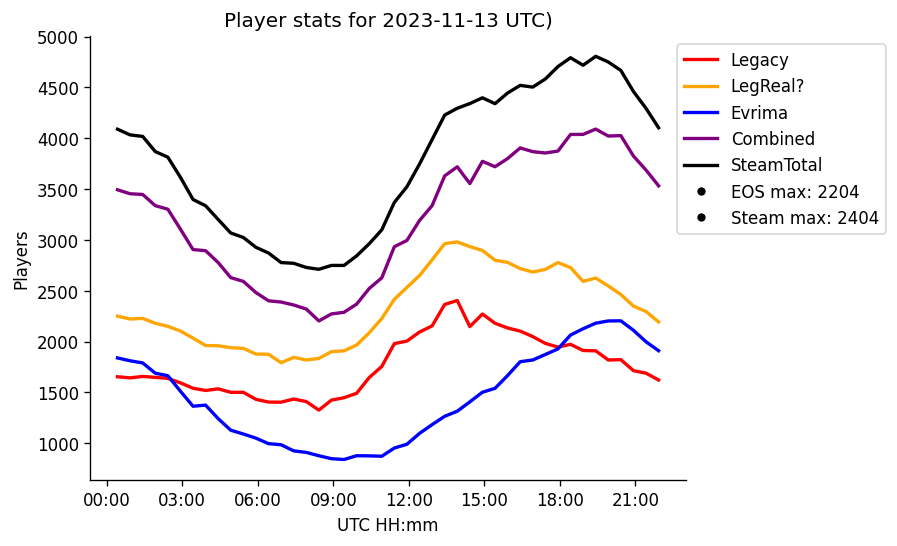 Player stats for 2023-11-13 UTC)
5000
4500
4000
3500
3000
2500
2000
1500
1000
Players
00:00 03:00 06:00 09:00 12:00 15:00 18:00 21:00
UTC HH:mm
Legacy
LegReal?
Evrima
Combined
SteamTotal
EOS max: 2204
Steam max: 2404